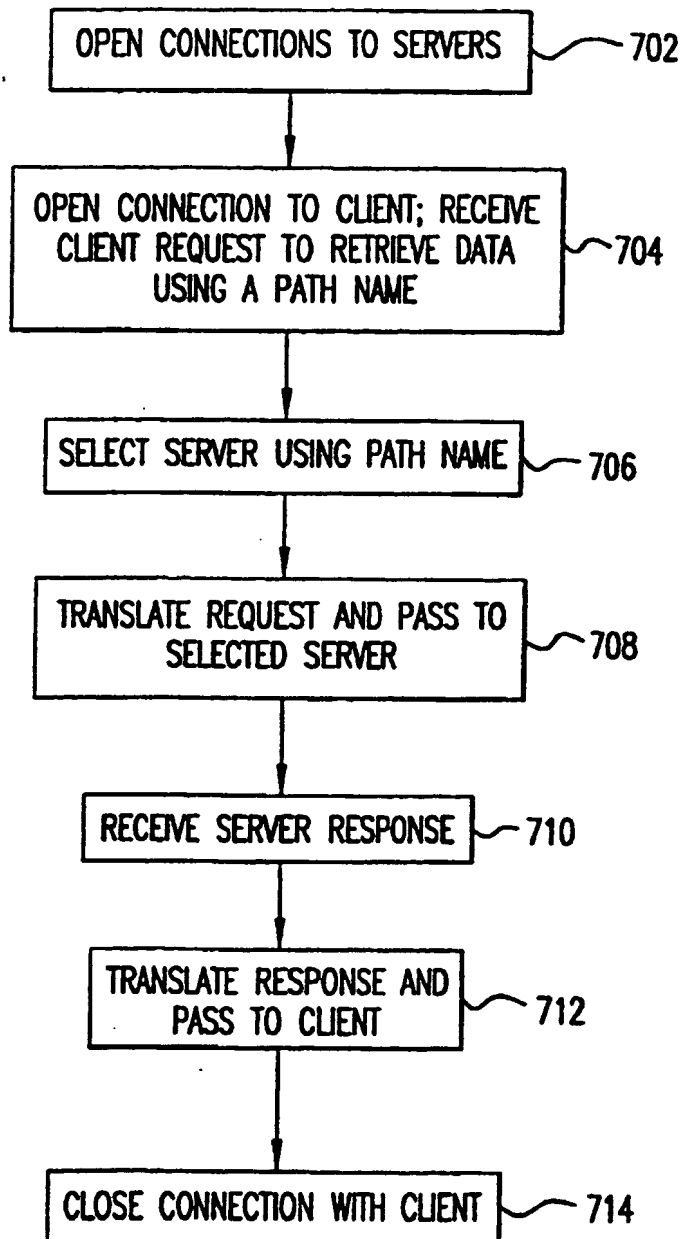 OPEN CONNECTIONS TO SERVERS
702
OPEN CONNECTION TO CLIENT; RECEIVE
CLIENT REQUEST TO RETRIEVE DATA
USING A PATH NAME
704
SELECT SERVER USING PATH NAME
706
TRANSLATE REQUEST AND PASS TO
SELECTED SERVER
708
RECEIVE SERVER RESPONSE
710
TRANSLATE RESPONSE AND
PASS TO CLIENT
712
CLOSE CONNECTION WITH CLIENT
714